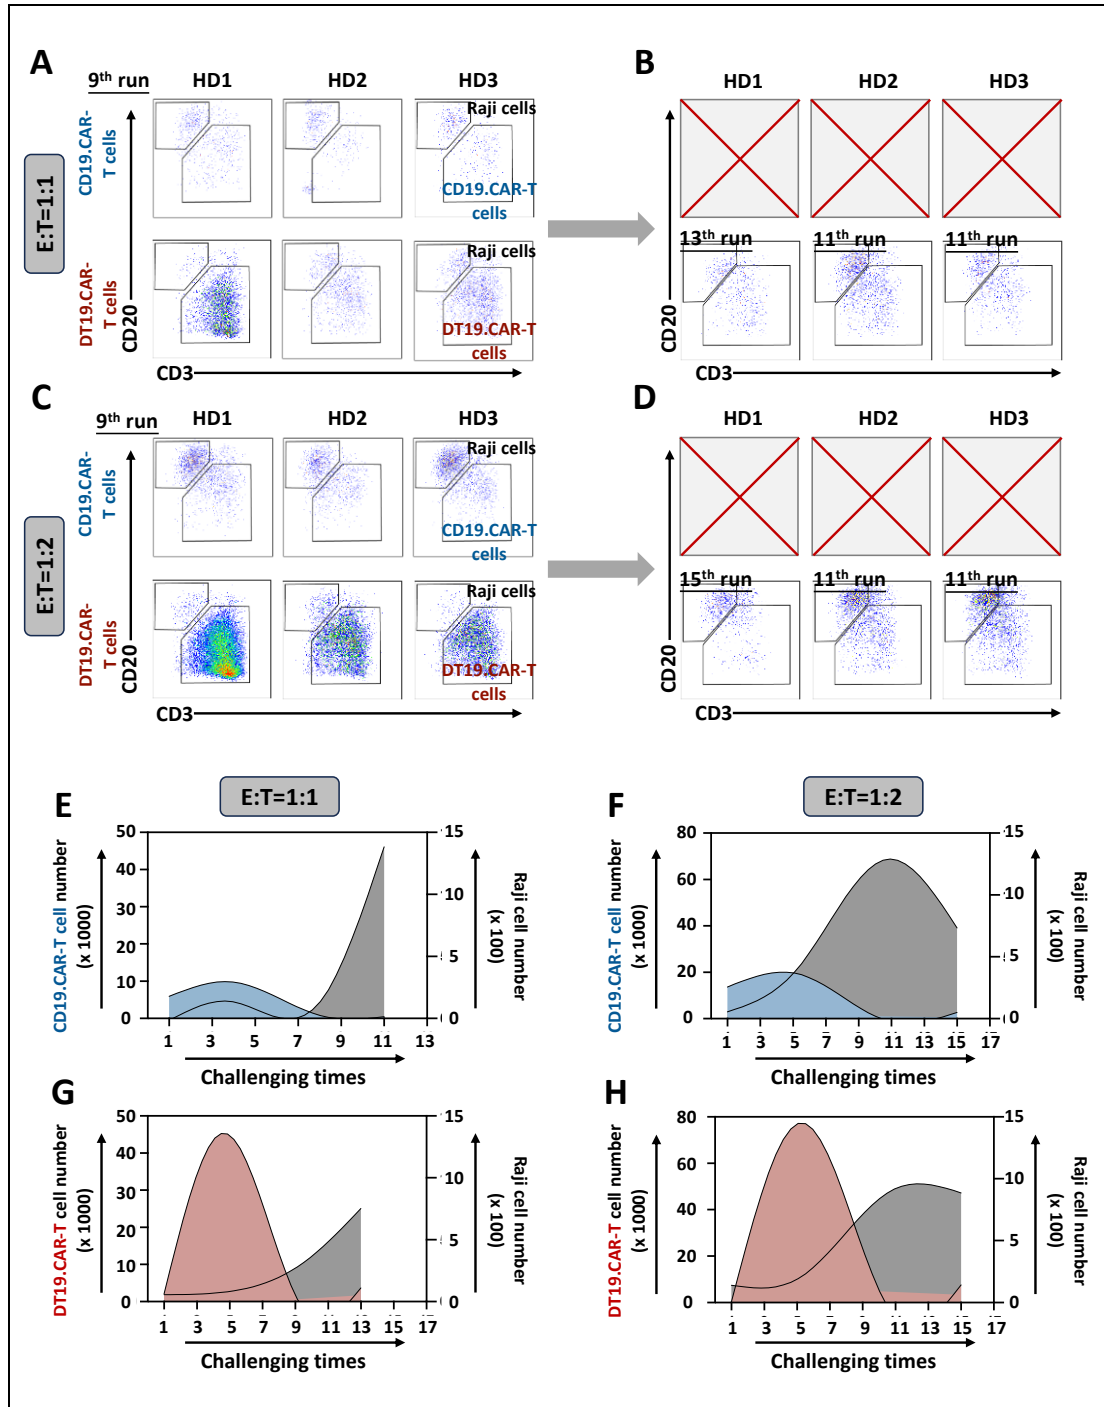 A
B
9th run
HD1
HD2
HD3
HD1
HD2
HD3
E:T=1:1
CD19.CAR-
T cells
Raji cells
CD19.CAR-T
cells
DT19.CAR-
T cells
CD20
Raji cells
DT19.CAR-T
cells
CD3
13th run
11th run
11th run
CD20
CD3
C
D
9th run
HD1
HD2
HD3
HD1
HD2
HD3
E:T=1:2
CD19.CAR-
T cells
Raji cells
CD19.CAR-T
cells
DT19.CAR-
T cells
CD20
Raji cells
DT19.CAR-T
cells
CD3
15th run
11th run
11th run
CD20
CD3
E
E:T=1:1
CD19.CAR-T cell number
(x 1000)
50
40
30
20
10
0
15
10
5
0
Raji cell number
(x 100)
1 3 5 7 9 11 13
Challenging times
F
E:T=1:2
CD19.CAR-T cell number
(x 1000)
80
60
40
20
0
15
10
5
0
Raji cell number
(x 100)
1 3 5 7 9 11 13 15 17
Challenging times
G
DT19.CAR-T cell number
(x 1000)
50
40
30
20
10
0
15
10
5
0
Raji cell number
(x 100)
1 3 5 7 9 11 13 15 17
Challenging times
H
DT19.CAR-T cell number
(x 1000)
80
60
40
20
0
15
10
5
0
Raji cell number
(x 100)
1 3 5 7 9 11 13 15 17
Challenging times